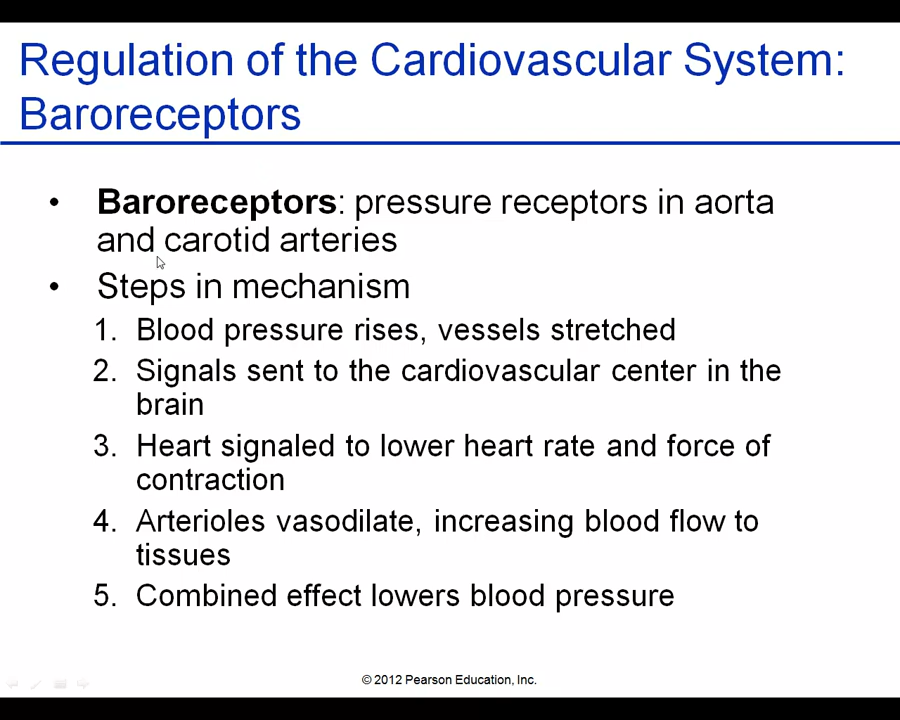 Regulation of the Cardiovascular System:
Baroreceptors
• Baroreceptors: pressure receptors in aorta
and carotid arteries
• Steps in mechanism
1. Blood pressure rises, vessels stretched
2. Signals sent to the cardiovascular center in the
brain
3. Heart signaled to lower heart rate and force of
contraction
4. Arterioles vasodilate, increasing blood flow to
tissues
5. Combined effect lowers blood pressure
© 2012 Pearson Education, Inc.